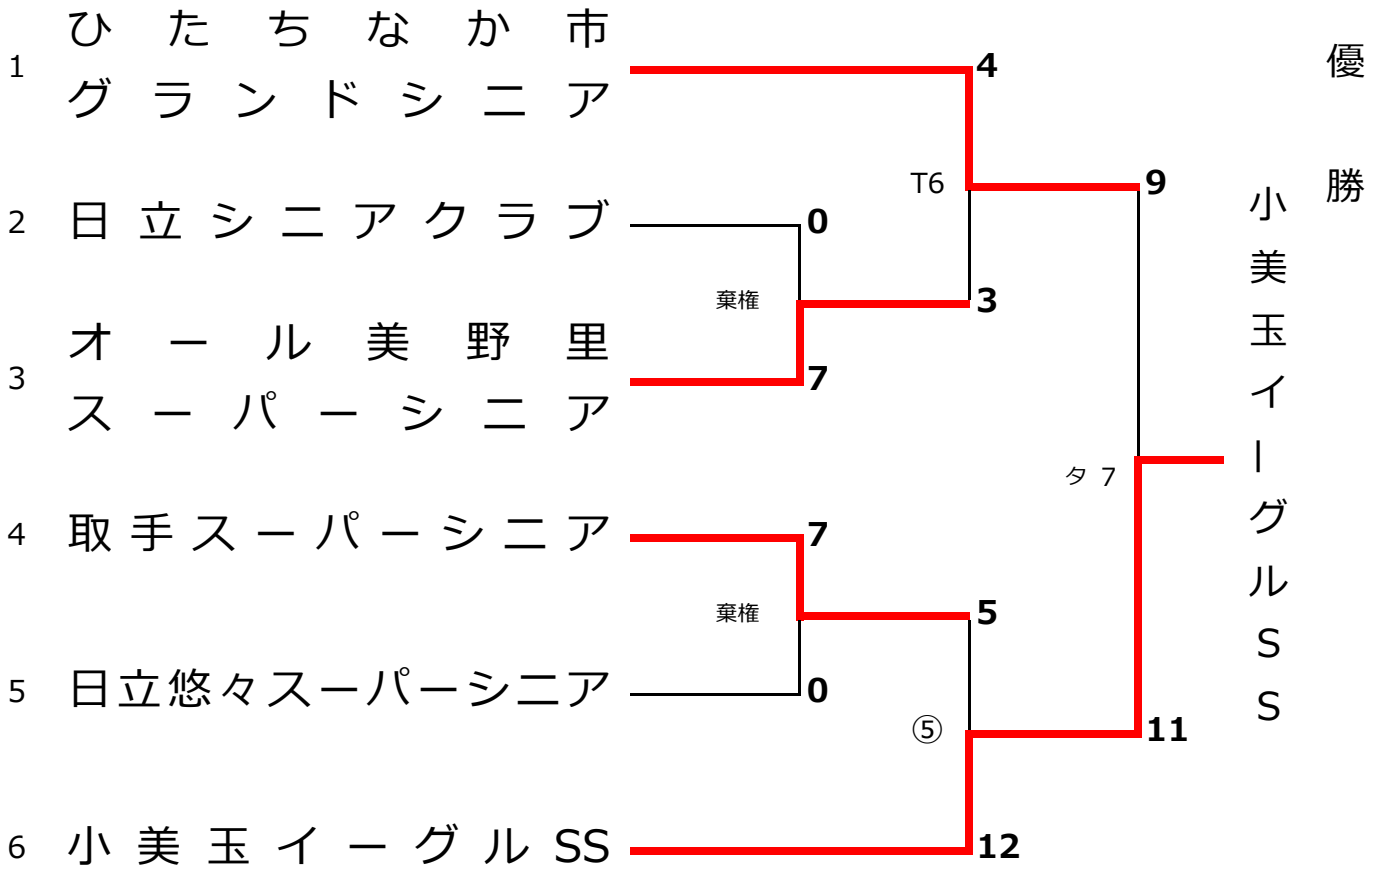 ひたちなか市
1
グランドシニア
4
優勝
T6
9
2
日立シニアクラブ
0
小美玉イーグルSS
棄権
3
オール美野里
3
スーパーシニア
7
タ 7
4
取手スーパーシニア
7
棄権
5
5
日立悠々スーパーシニア
0
⑤
11
6
小美玉イーグルSS
12